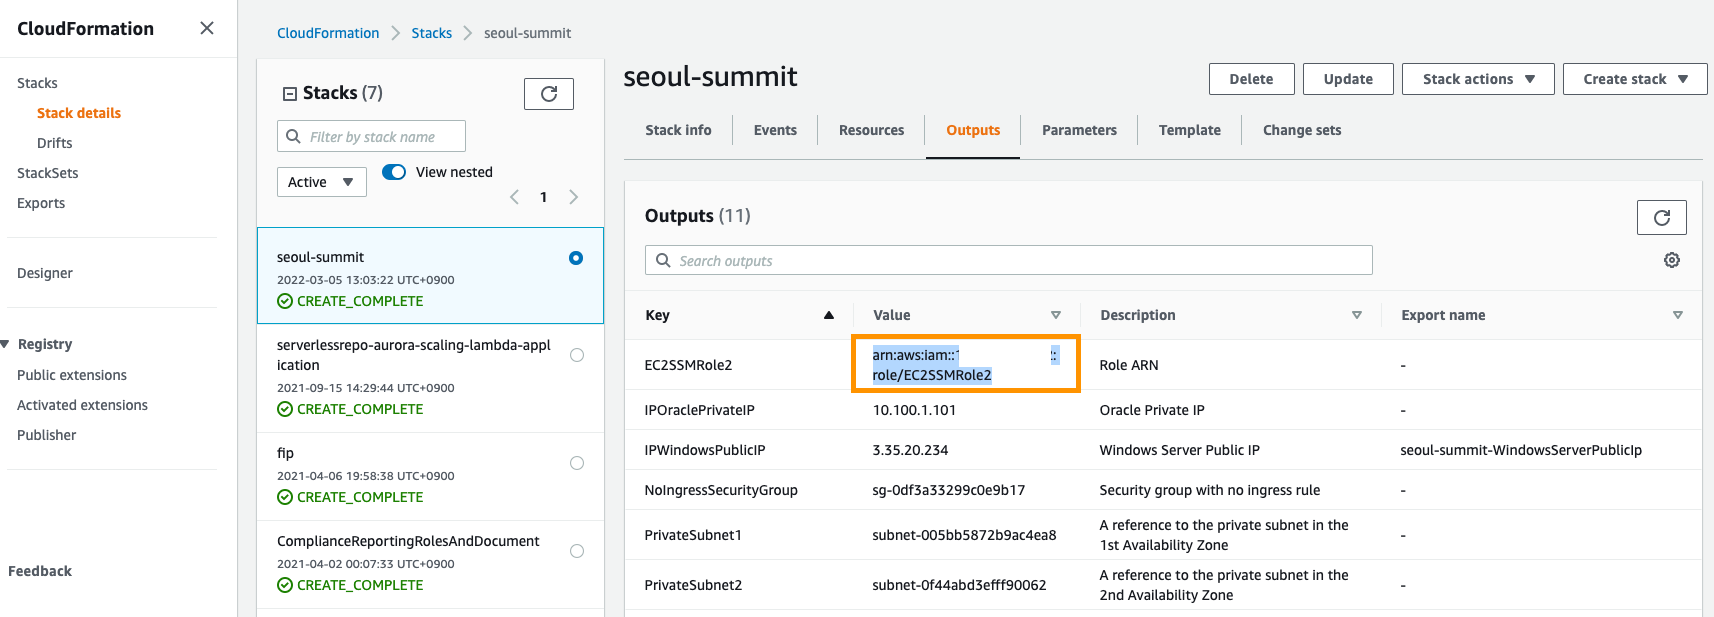 CloudFormation
Stacks
Stack details
Drifts
StackSets
Exports
Designer
Registry
Public extensions
Activated extensions
Publisher
Feedback
CloudFormation
Stacks
seoul-summit
Stacks (7)
Filter by stack name
Active
View nested
1
seoul-summit
2022-03-05 13:03:22 UTC+0900
CREATE_COMPLETE
serverlessrepo-aurora-scaling-lambda-appl
ication
2021-09-15 14:29:44 UTC+0900
CREATE_COMPLETE
fip
2021-04-06 19:58:38 UTC+0900
CREATE_COMPLETE
ComplianceReportingRolesAndDocument
2021-04-02 00:07:33 UTC+0900
CREATE_COMPLETE
seoul-summit
Delete
Update
Stack actions
Create stack
Stack info
Events
Resources
Outputs
Parameters
Template
Change sets
Outputs (11)
Search outputs
Key Value Description Export name
EC2SSMRole2 arn:aws:iam:: : Role ARN -
role/EC2SSMRole2
IPOraclePrivateIP 10.100.1.101 Oracle Private IP -
IPWindowsPublicIP 3.35.20.234 Windows Server Public IP seoul-summit-WindowsServerPublicIp
NoIngressSecurityGroup sg-0df3a33299c0e9b17 Security group with no ingress rule -
PrivateSubnet1 subnet-005bb5872b9ac4ea8 A reference to the private subnet in the -
1st Availability Zone
PrivateSubnet2 subnet-0f44abd3efff90062 A reference to the private subnet in the -
2nd Availability Zone